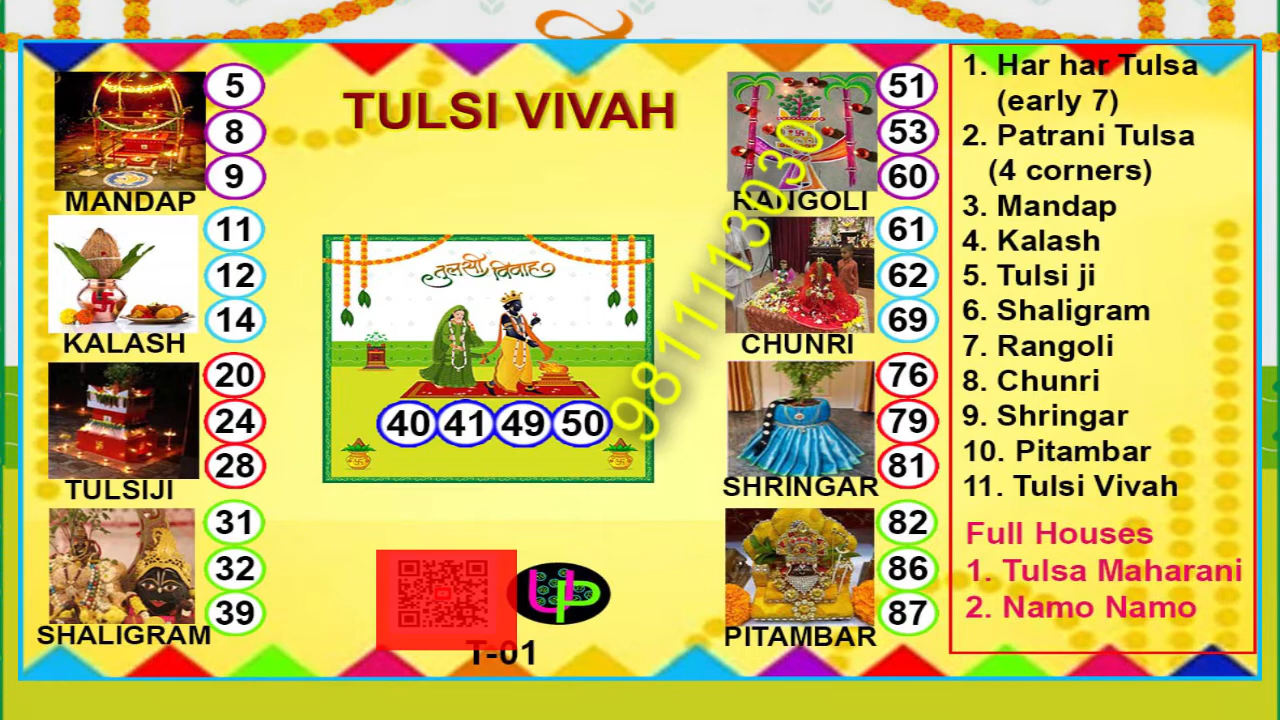 TULSI VIVAH
5
8
9
MANDAP
11
12
14
KALASH
20
24
28
TULSIJI
31
32
39
SHALIGRAM
तुलसी विवाह
40 41 49 50
UP
T-01
9811113030
51
53
60
RANGOLI
61
62
69
CHUNRI
76
79
81
SHRINGAR
82
86
87
PITAMBAR
1. Har har Tulsa
(early 7)
2. Patrani Tulsa
(4 corners)
3. Mandap
4. Kalash
5. Tulsi ji
6. Shaligram
7. Rangoli
8. Chunri
9. Shringar
10. Pitambar
11. Tulsi Vivah
Full Houses
1. Tulsa Maharani
2. Namo Namo